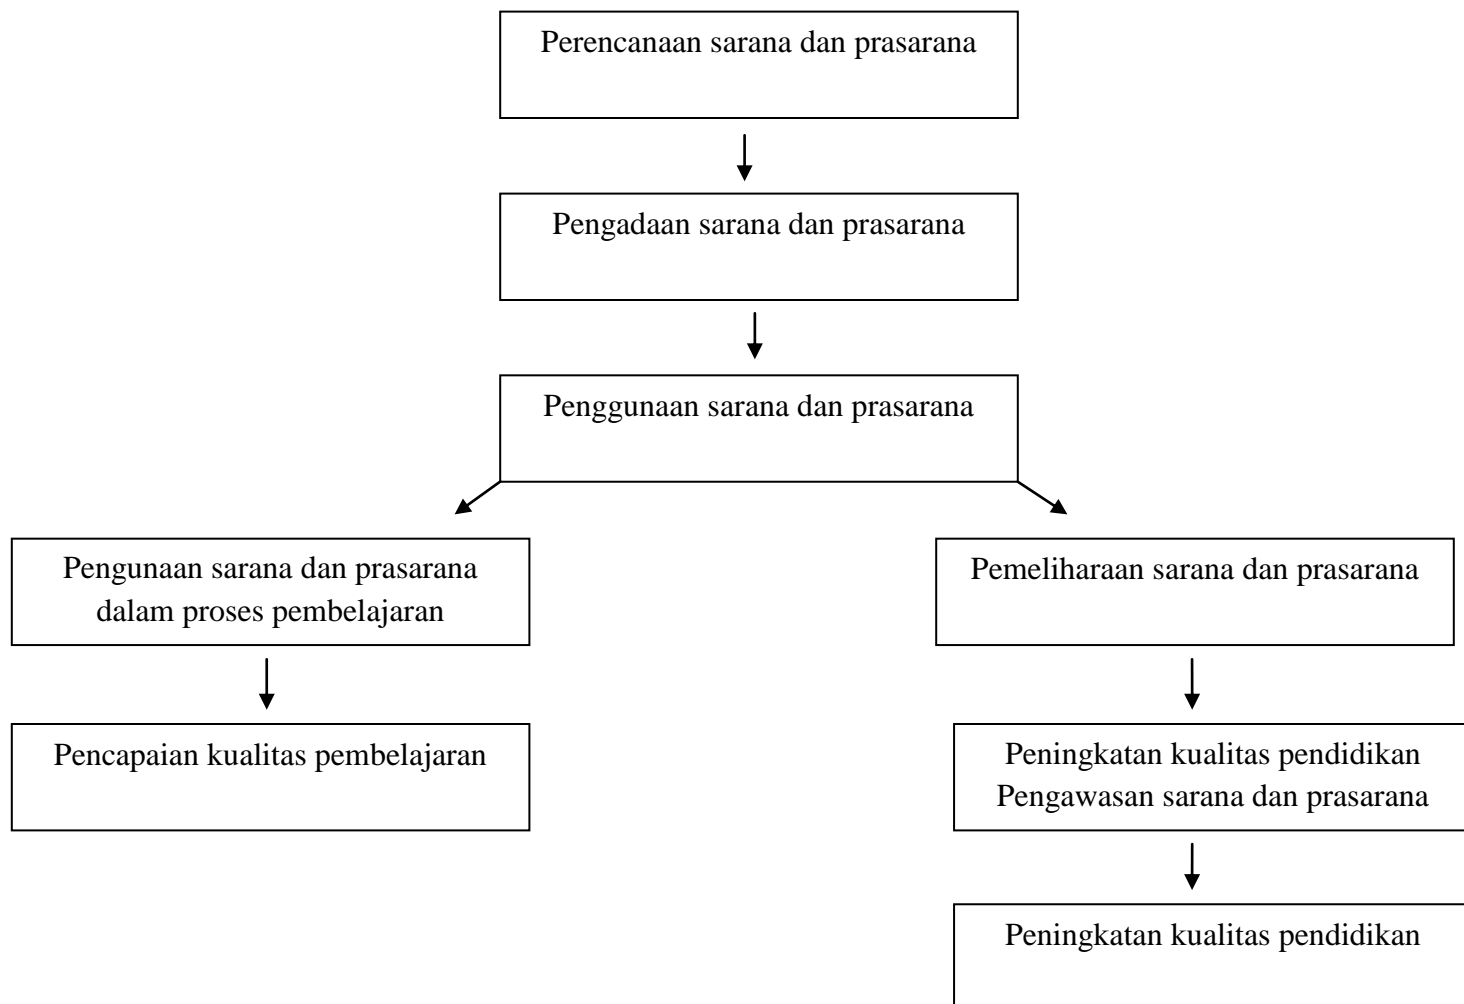 Perencanaan sarana dan prasarana
Pengadaan sarana dan prasarana
Penggunaan sarana dan prasarana
Pengunaan sarana dan prasarana
dalam proses pembelajaran
Pemeliharaan sarana dan prasarana
Pencapaian kualitas pembelajaran
Peningkatan kualitas pendidikan
Pengawasan sarana dan prasarana
Peningkatan kualitas pendidikan